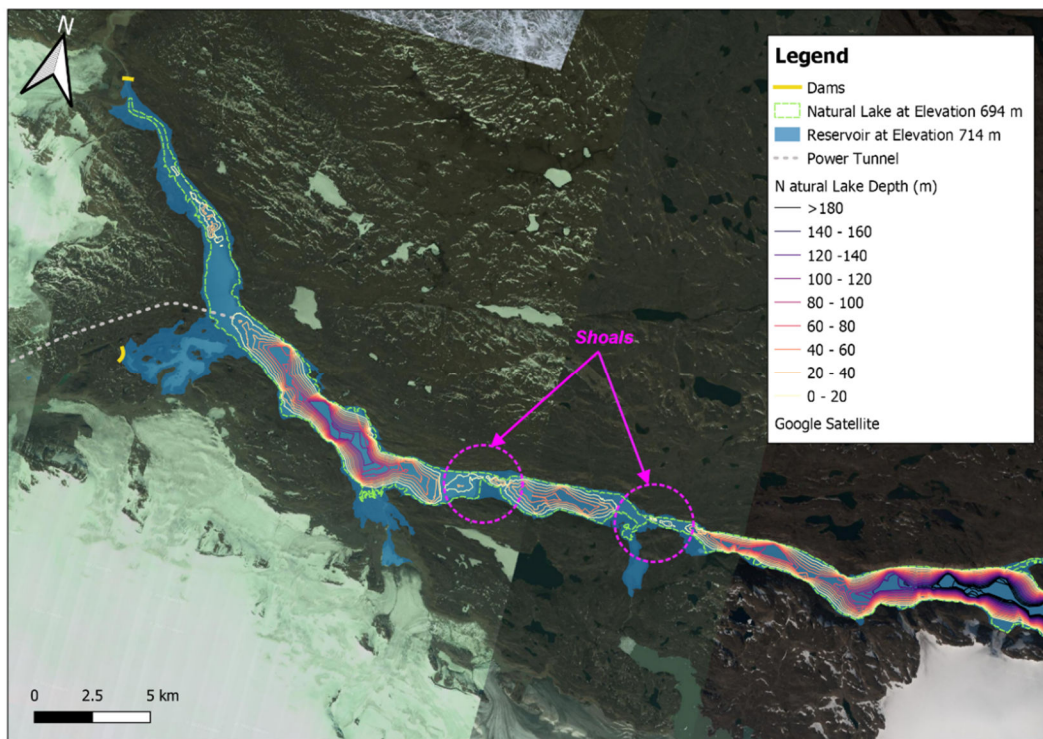 N
Legend
Dams
Natural Lake at Elevation 694 m
Reservoir at Elevation 714 m
Power Tunnel
N atural Lake Depth (m)
>180
140 - 160
120 -140
100 - 120
80 - 100
60 - 80
40 - 60
20 - 40
0 - 20
Google Satellite
Shoals
0 2.5 5 km